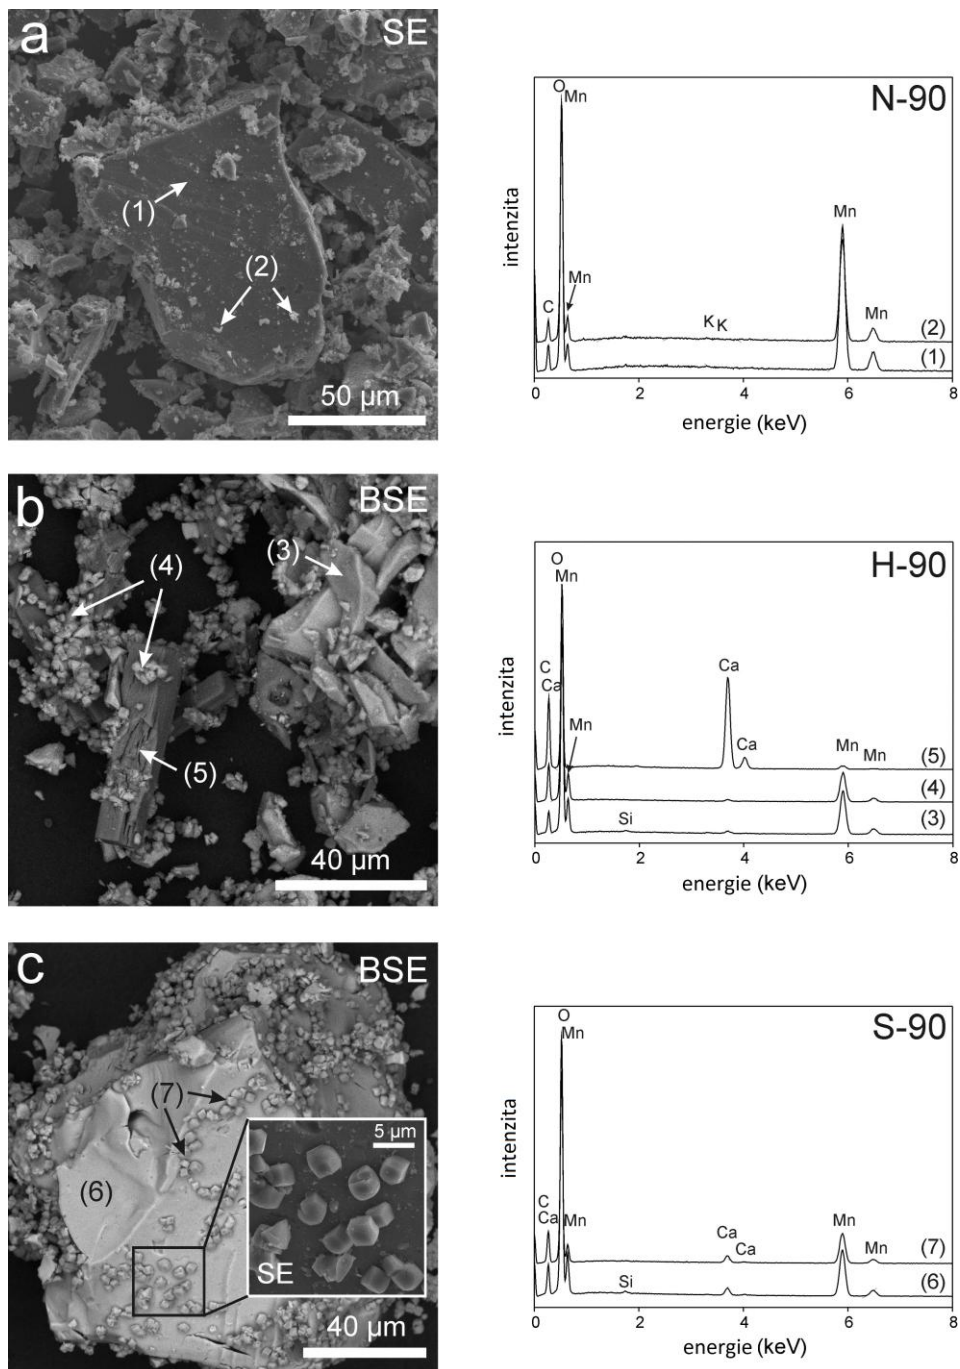 a
SE
(1)
(2)
50 µm
N-90
O
Mn
Mn
C
Mn
K K
Mn
(2)
(1)
intenzita
0 2 4 6 8
energie (keV)
b
BSE
(3)
(4)
(5)
40 µm
H-90
O
Mn
C
Ca
Mn
Ca
Ca
Mn
Mn
(5)
(4)
Si
(3)
intenzita
0 2 4 6 8
energie (keV)
c
BSE
(7)
5 µm
(6)
SE
40 µm
S-90
O
Mn
C
Ca
Mn
Ca
Ca
Mn
Mn
(7)
Si
(6)
intenzita
0 2 4 6 8
energie (keV)